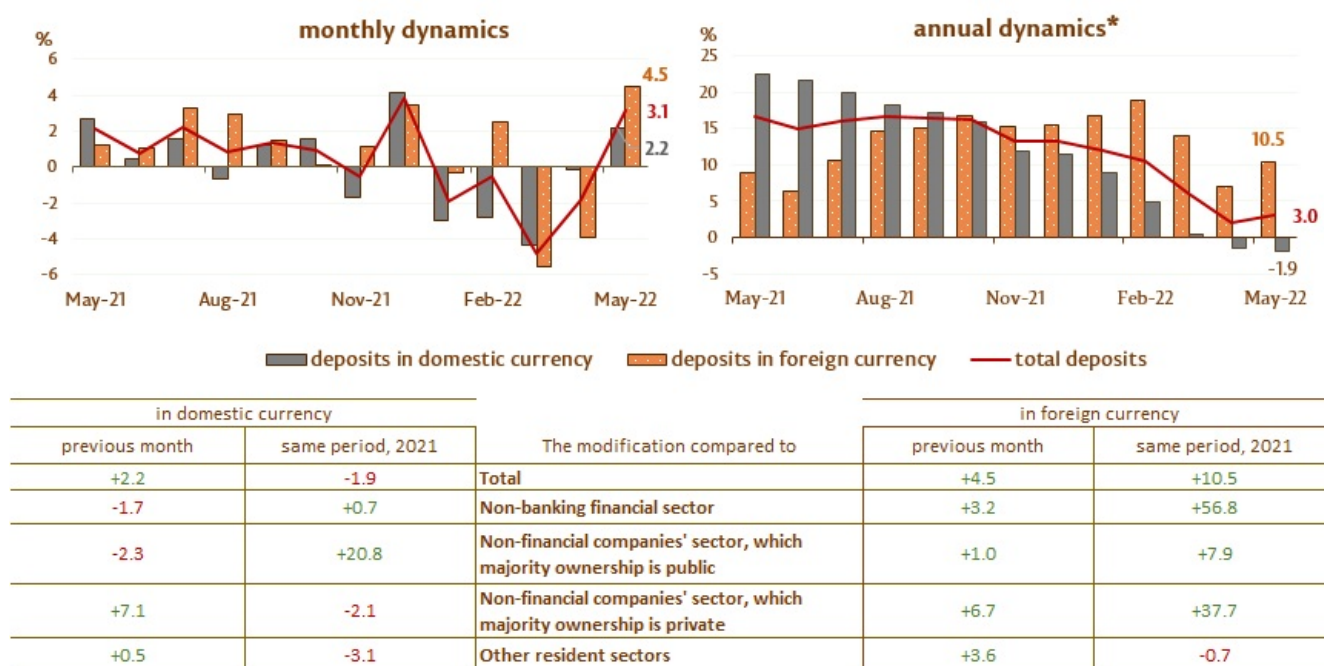 monthly dynamics
%
6
4
2
0
-2
-4
-6
4.5
3.1
2.2
May-21 Aug-21 Nov-21 Feb-22 May-22
annual dynamics*
%
25
20
15
10
5
0
-5
10.5
3.0
-1.9
May-21 Aug-21 Nov-21 Feb-22 May-22
deposits in domestic currency deposits in foreign currency total deposits
in domestic currency in foreign currency
previous month same period, 2021 The modification compared to previous month same period, 2021
+2.2 -1.9 Total +4.5 +10.5
-1.7 +0.7 Non-banking financial sector +3.2 +56.8
-2.3 +20.8 Non-financial companies' sector, which
majority ownership is public +1.0 +7.9
+7.1 -2.1 Non-financial companies' sector, which
majority ownership is private +6.7 +37.7
+0.5 -3.1 Other resident sectors +3.6 -0.7